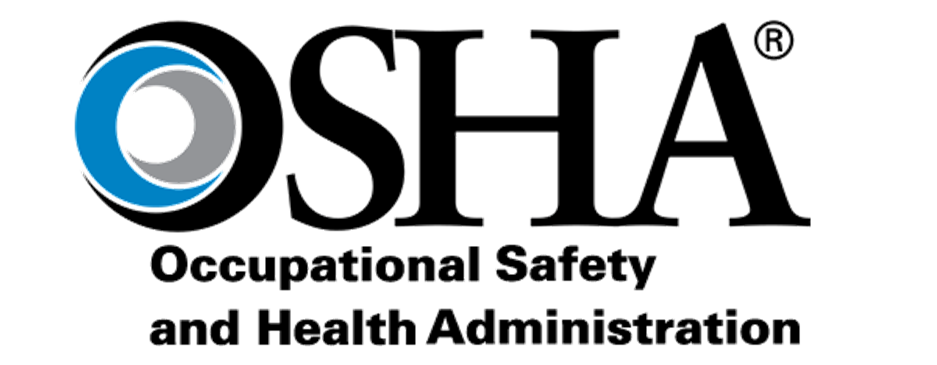 OSHA®
Occupational Safety
and Health Administration